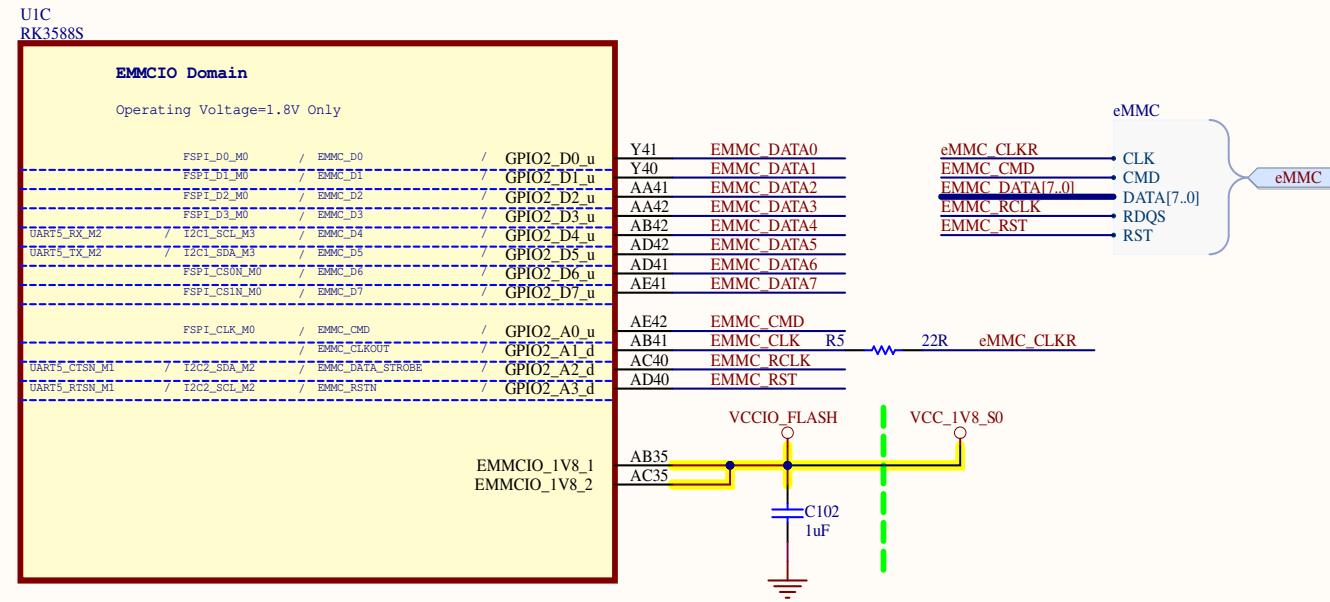 U1C
RK3588S
EMMCIO Domain
Operating Voltage=1.8V Only
eMMC
FSPI_D0_M0 / EMMC_D0 / GPIO2_D0_u Y41 EMMC_DATA0 eMMC_CLKR CLK
FSPI_D1_M0 / EMMC_D1 / GPIO2_D1_u Y40 EMMC_DATA1 EMMC_CMD CMD eMMC
FSPI_D2_M0 / EMMC_D2 / GPIO2_D2_u AA41 EMMC_DATA2 EMMC_DATA[7..0] DATA[7..0]
FSPI_D3_M0 / EMMC_D3 / GPIO2_D3_u AA42 EMMC_DATA3 EMMC_RCLK RDQS
UART5_RX_M2 / I2C1_SCL_M3 / EMMC_D4 / GPIO2_D4_u AB42 EMMC_DATA4 EMMC_RST RST
UART5_TX_M2 / I2C1_SDA_M3 / EMMC_D5 / GPIO2_D5_u AD42 EMMC_DATA5
FSPI_CS0N_M0 / EMMC_D6 / GPIO2_D6_u AD41 EMMC_DATA6
FSPI_CS1N_M0 / EMMC_D7 / GPIO2_D7_u AE41 EMMC_DATA7
FSPI_CLK_M0 / EMMC_CMD / GPIO2_A0_u AE42 EMMC_CMD
/ EMMC_CLKOUT / GPIO2_A1_d AB41 EMMC_CLK R5 22R eMMC_CLKR
UART5_CTSN_M1 / I2C2_SDA_M2 / EMMC_DATA_STROBE / GPIO2_A2_d AC40 EMMC_RCLK
UART5_RTSN_M1 / I2C2_SCL_M2 / EMMC_RSTN / GPIO2_A3_d AD40 EMMC_RST
VCCIO_FLASH VCC_1V8_S0
EMMCIO_1V8_1 AB35
EMMCIO_1V8_2 AC35
C102
1uF